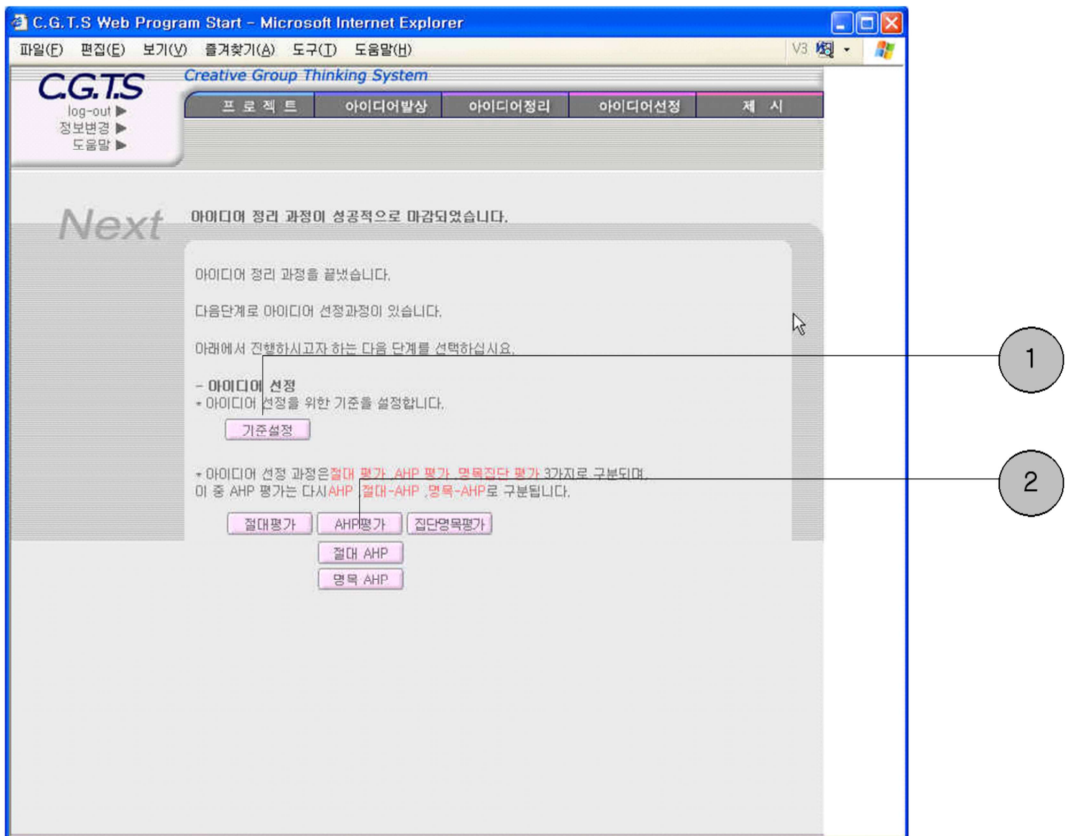 C.G.T.S Web Program Start - Microsoft Internet Explorer
파일(F) 편집(E) 보기(V) 즐겨찾기(A) 도구(T) 도움말(H) V3
C.G.T.S
Creative Group Thinking System
log-out ▶
정보변경 ▶
도움말 ▶
프 로 젝 트 아이디어발상 아이디어정리 아이디어선정 제 시
Next
아이디어 정리 과정이 성공적으로 마감되었습니다.
아이디어 정리 과정을 끝냈습니다.
다음단계로 아이디어 선정과정이 있습니다.
아래에서 진행하시고자 하는 다음 단계를 선택하십시요.
1
- 아이디어 선정
* 아이디어 선정을 위한 기준을 설정합니다.
기준설정
* 아이디어 선정 과정은절대 평가 ,AHP 평가 ,명목집단 평가 3가지로 구분되며,
2
이 중 AHP 평가는 다시AHP ,절대-AHP ,명목-AHP로 구분됩니다.
절대평가 AHP평가 집단명목평가
절대 AHP
명목 AHP